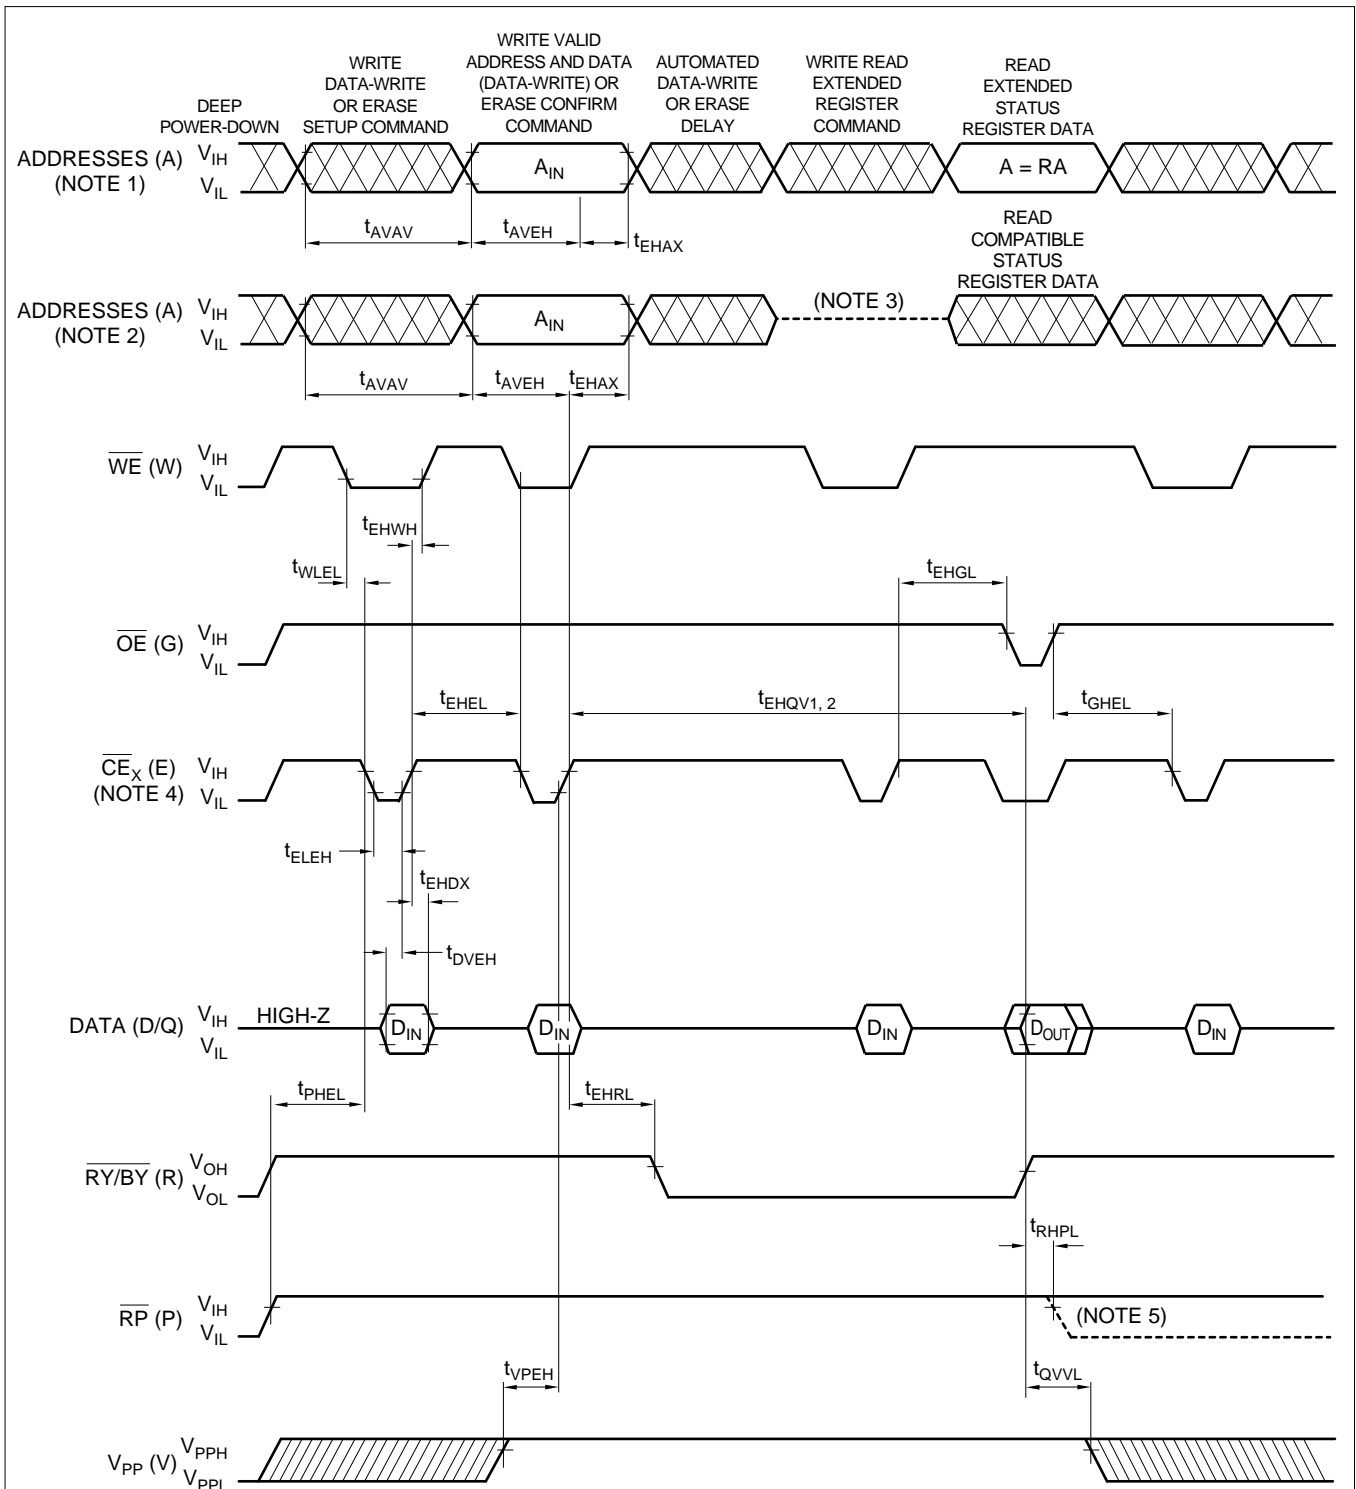 DEEP
POWER-DOWN
WRITE
DATA-WRITE
OR ERASE
SETUP COMMAND
WRITE VALID
ADDRESS AND DATA
(DATA-WRITE) OR
ERASE CONFIRM
COMMAND
AUTOMATED
DATA-WRITE
OR ERASE
DELAY
WRITE READ
EXTENDED
REGISTER
COMMAND
READ
EXTENDED
STATUS
REGISTER DATA
ADDRESSES (A)
(NOTE 1)
VIH
VIL
AIN
A = RA
tAVAV
tAVEH
tEHAX
READ
COMPATIBLE
STATUS
REGISTER DATA
ADDRESSES (A)
(NOTE 2)
VIH
VIL
AIN
(NOTE 3)
tAVAV
tAVEH
tEHAX
WE (W)
VIH
VIL
tEHWH
tWLEL
tEHGL
OE (G)
VIH
VIL
tEHEL
tEHQV1, 2
tGHEL
CEX (E)
(NOTE 4)
VIH
VIL
tELEH
tEHDX
tDVEH
DATA (D/Q)
VIH
VIL
HIGH-Z
DIN
DIN
DIN
DOUT
DIN
tPHEL
tEHRL
RY/BY (R)
VOH
VOL
tRHPL
RP (P)
VIH
VIL
(NOTE 5)
tVPEH
tQVVL
VPP (V)
VPPH
VPPL